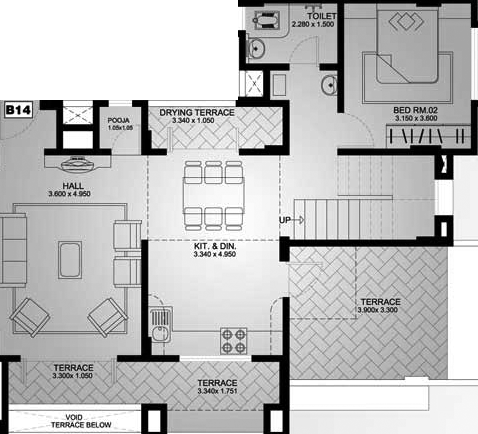 TOILET
2.280 x 1.500
B14
POOJA
1.05x1.05
DRYING TERRACE
3.340 x 1.050
BED RM.02
3.150 x 3.600
HALL
3.600 x 4.950
UP
KIT. & DIN.
3.340 x 4.950
TERRACE
3.900x 3.300
TERRACE
3.300x 1.050
TERRACE
3.340x 1.751
VOID
TERRACE BELOW